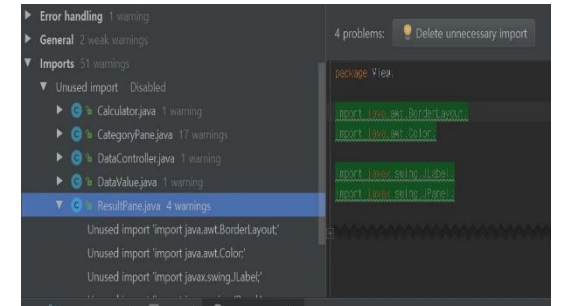 Error handling 1 warning
General 2 weak warnings
Imports 51 warnings
Unused import Disabled
Calculator.java 1 warning
CategoryPane.java 17 warnings
DataController.java 1 warning
DataValue.java 1 warning
ResultPane.java 4 warnings
Unused import 'import java.awt.BorderLayout;'
Unused import 'import java.awt.Color;'
Unused import 'import javax.swing.JLabel;'
4 problems:
Delete unnecessary import
package View;
import java.awt.BorderLayout;
import java.awt.Color;
import javax.swing.JLabel;
import javax.swing.JPanel;